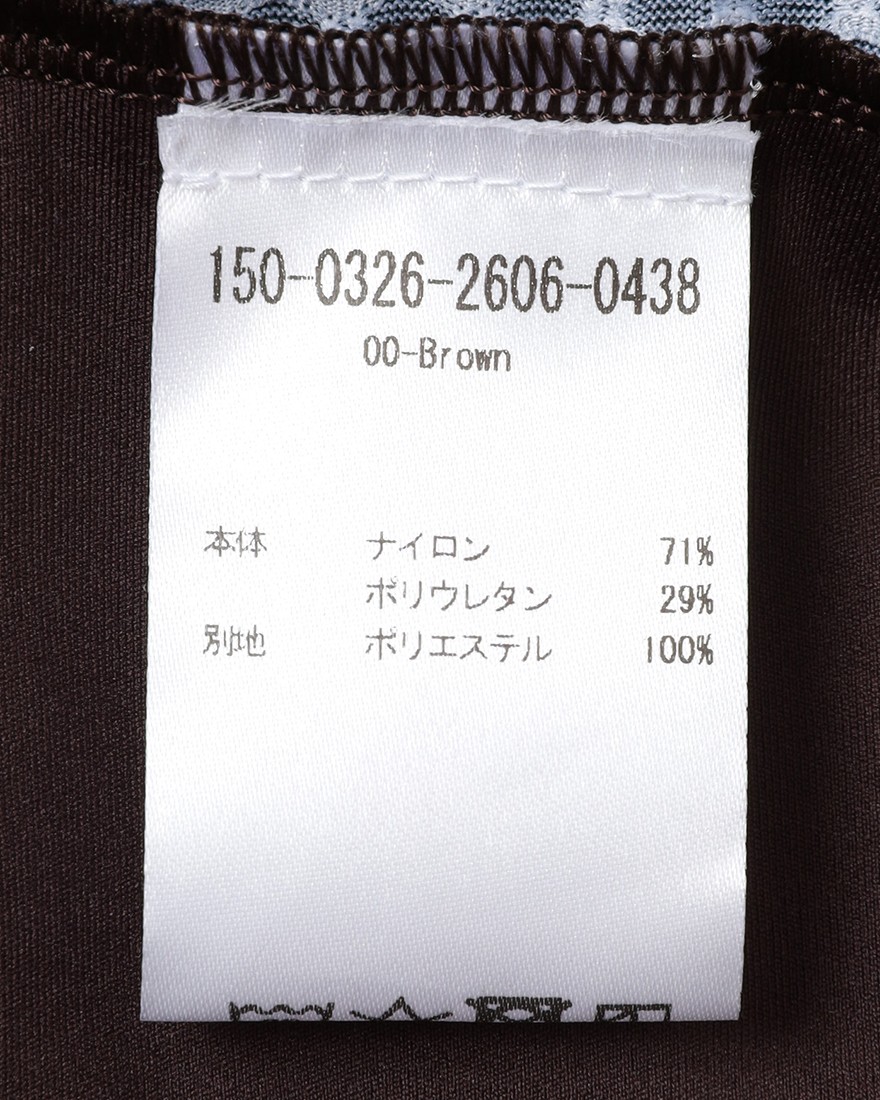 150-0326-2606-0438
00-Brown
本体 ナイロン 71%
ポリウレタン 29%
別地 ポリエステル 100%